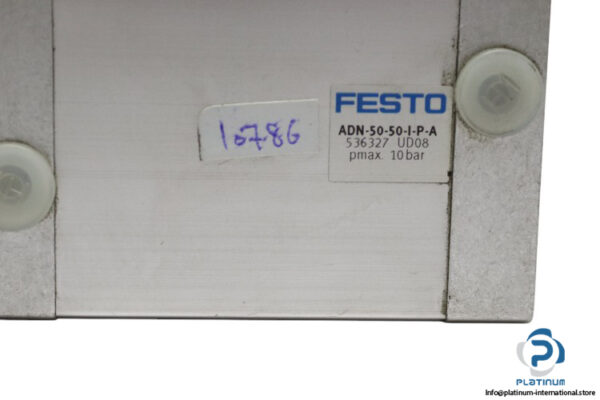 FESTO
ADN-50-50-I-P-A
536327 UD08
pmax. 10bar
10786
PLATINUM
Info@platinum-international.store